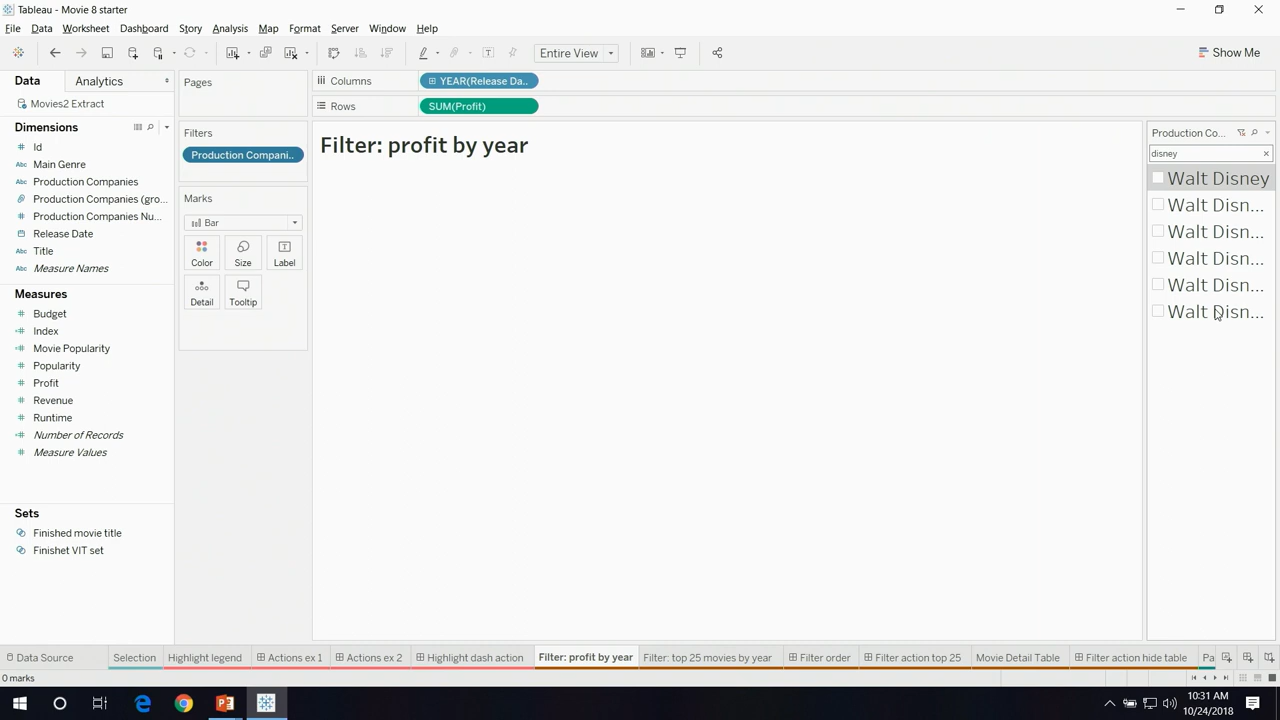 Tableau - Movie 8 starter
File Data Worksheet Dashboard Story Analysis Map Format Server Window Help
Entire View
Show Me
Data Analytics
Movies2 Extract
Dimensions
Id
Main Genre
Production Companies
Production Companies (gro...
Production Companies Nu...
Release Date
Title
Measure Names
Measures
Budget
Index
Movie Popularity
Popularity
Profit
Revenue
Runtime
Number of Records
Measure Values
Sets
Finished movie title
Finishet VIT set
Pages
Filters
Production Compani..
Marks
Bar
Color Size Label
Detail Tooltip
Columns YEAR(Release Da..
Rows SUM(Profit)
Filter: profit by year
Production Co...
disney
Walt Disney
Walt Disn...
Walt Disn...
Walt Disn...
Walt Disn...
Walt Disn...
Data Source Selection Highlight legend Actions ex 1 Actions ex 2 Highlight dash action Filter: profit by year Filter: top 25 movies by year Filter order Filter action top 25 Movie Detail Table Filter action hide table Pa
0 marks
10:31 AM
10/24/2018